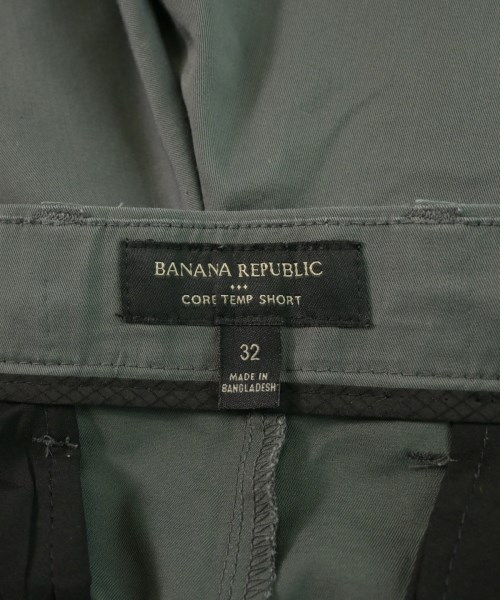 BANANA REPUBLIC
CORE TEMP SHORT
32
MADE IN
BANGLADESH